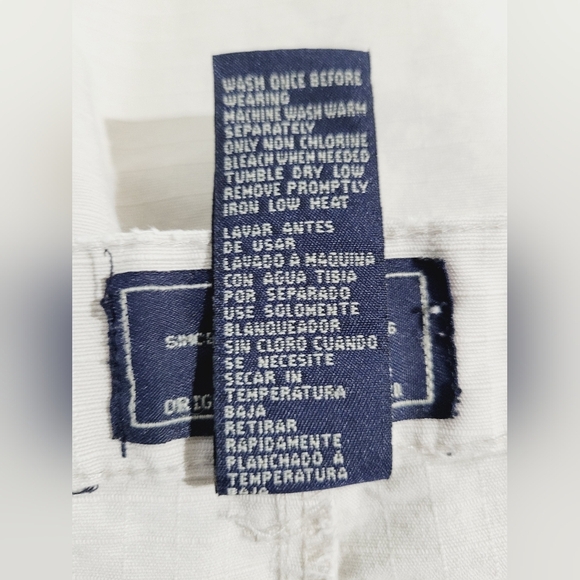 WASH ONCE BEFORE
WEARING
MACHINE WASH WARM
SEPARATELY
ONLY NON CHLORINE
BLEACH WHEN NEEDED
TUMBLE DRY LOW
REMOVE PROMPTLY
IRON LOW HEAT
LAVAR ANTES
DE USAR
LAVADO A MAQUINA
CON AGUA TIBIA
POR SEPARADO
USE SOLOMENTE
BLANQUEADOR
SIN CLORO CUANDO
SE NECESITE
SECAR IN
TEMPERATURA
BAJA
RETIRAR
RAPIDAMENTE
PLANCHADO A
TEMPERATURA
BAJA